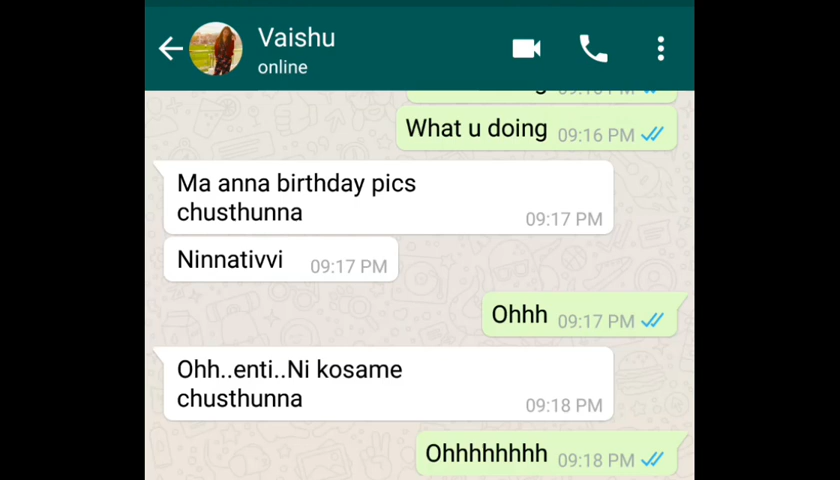 Vaishu
online
What u doing 09:16 PM
Ma anna birthday pics
chusthunna 09:17 PM
Ninnativvi 09:17 PM
Ohhh 09:17 PM
Ohh..enti..Ni kosame
chusthunna 09:18 PM
Ohhhhhhhh 09:18 PM